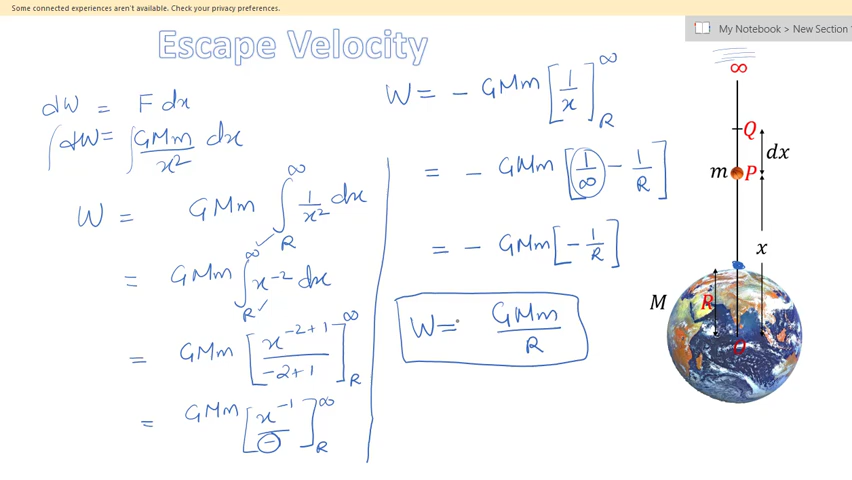 Some connected experiences aren't available. Check your privacy preferences.
My Notebook > New Section
Escape Velocity
dW = F dx
∫dW = ∫ GMm/x² dx
W = GMm ∫_R^∞ 1/x² dx
= GMm ∫_R^∞ x-2 dx
= GMm [x^(-2+1)/(-2+1)]_R^∞
= GMm [x^(-1)/-]_R^∞
W = - GMm [1/x]_R^∞
= - GMm [1/∞ - 1/R]
= - GMm [-1/R]
W = GMm/R
∞
Q
dx
m P
x
M R
O